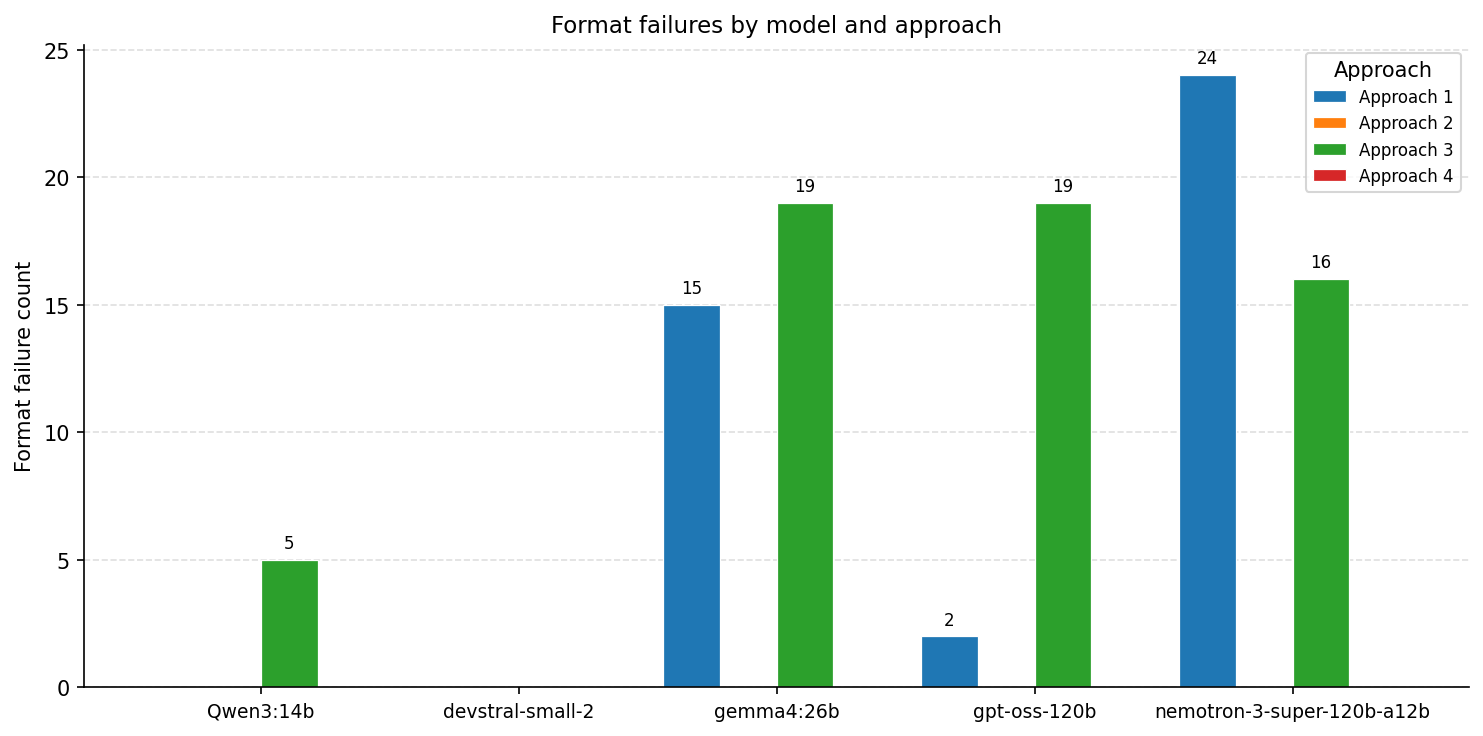 Format failures by model and approach
Format failure count
25
20
15
10
5
0
5
15
19
2
19
24
16
Approach
Approach 1
Approach 2
Approach 3
Approach 4
Qwen3:14b
devstral-small-2
gemma4:26b
gpt-oss-120b
nemotron-3-super-120b-a12b